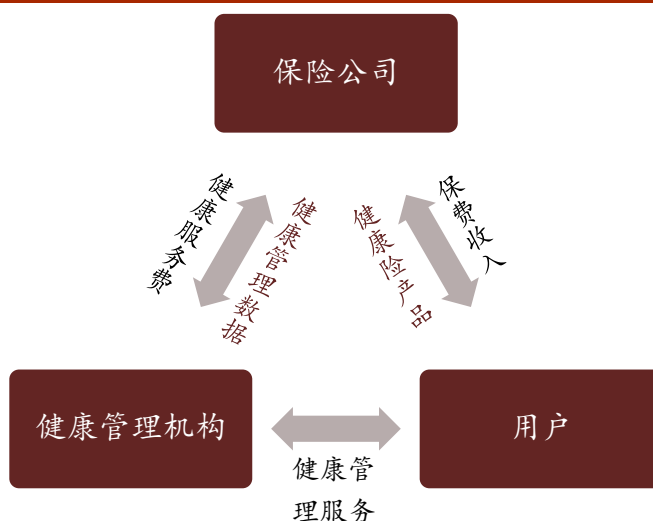 保险公司
健康服务费
健康管理数据
健康险产品
保费收入
健康管理机构
用户
健康管
理服务